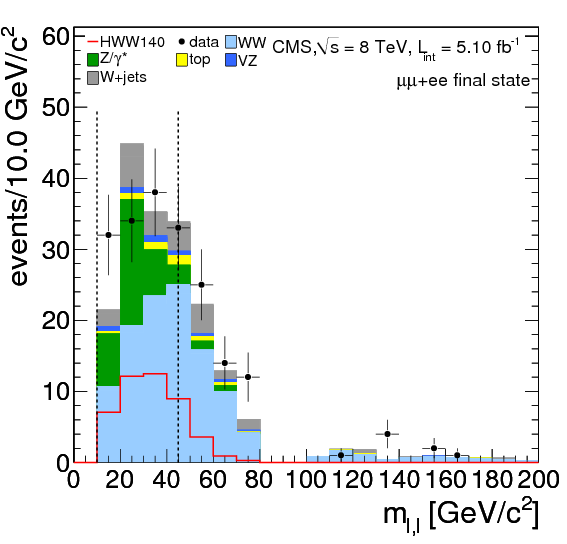 HWW140 data WW CMS,√s = 8 TeV, L_int = 5.10 fb⁻¹
Z/γ* top VZ
W+jets μμ+ee final state
events/10.0 GeV/c²
60
50
40
30
20
10
0
0 20 40 60 80 100 120 140 160 180 200
m_l,l [GeV/c²]